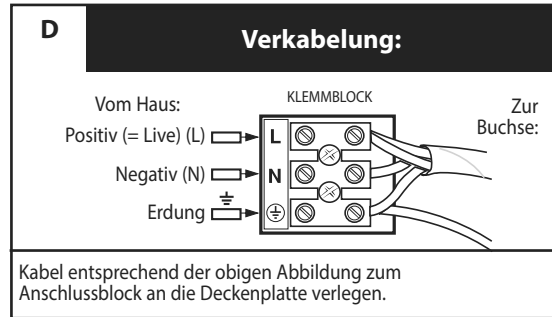 D
Verkabelung:
Vom Haus:
KLEMMBLOCK
Zur
Buchse:
Positiv (= Live) (L)
L
Negativ (N)
N
Erdung
Kabel entsprechend der obigen Abbildung zum
Anschlussblock an die Deckenplatte verlegen.